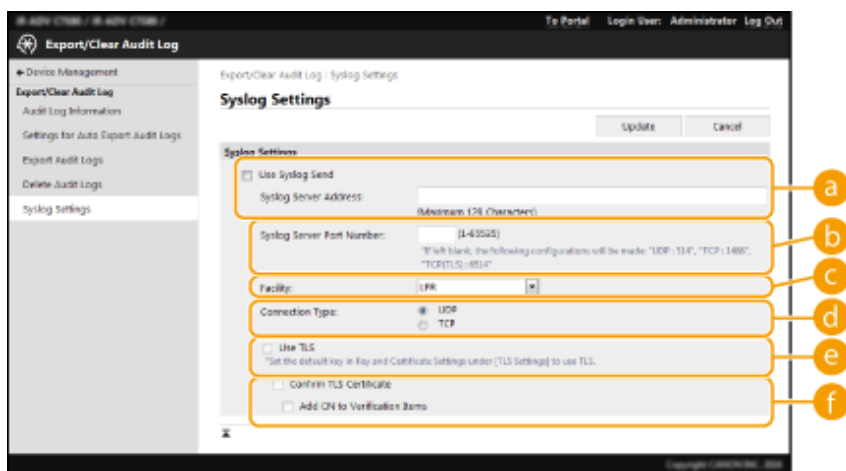 To Portal Login User: Administrator Log Out
Export/Clear Audit Log
Device Management
Export/Clear Audit Log
Audit Log Information
Settings for Auto Export Audit Logs
Export Audit Logs
Delete Audit Logs
Syslog Settings
Export/Clear Audit Log : Syslog Settings
Syslog Settings
Update Cancel
Syslog Settings
Use Syslog Send
Syslog Server Address:
(Maximum 128 Characters)
a
Syslog Server Port Number: (1-65535)
*If left blank, the following configurations will be made: "UDP : 514", "TCP : 1468",
"TCP(TLS) : 6514"
b
Facility: LPR
c
Connection Type: UDP
TCP
d
Use TLS
*Set the default key in Key and Certificate Settings under [TLS Settings] to use TLS.
e
Confirm TLS Certificate
Add CN to Verification Items
f
Copyright CANON INC.